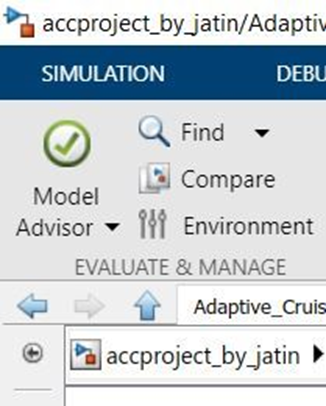 accproject_by_jatin/Adaptiv
SIMULATION DEBU
Find
Compare
Environment
Model
Advisor
EVALUATE & MANAGE
Adaptive_Cruis
accproject_by_jatin